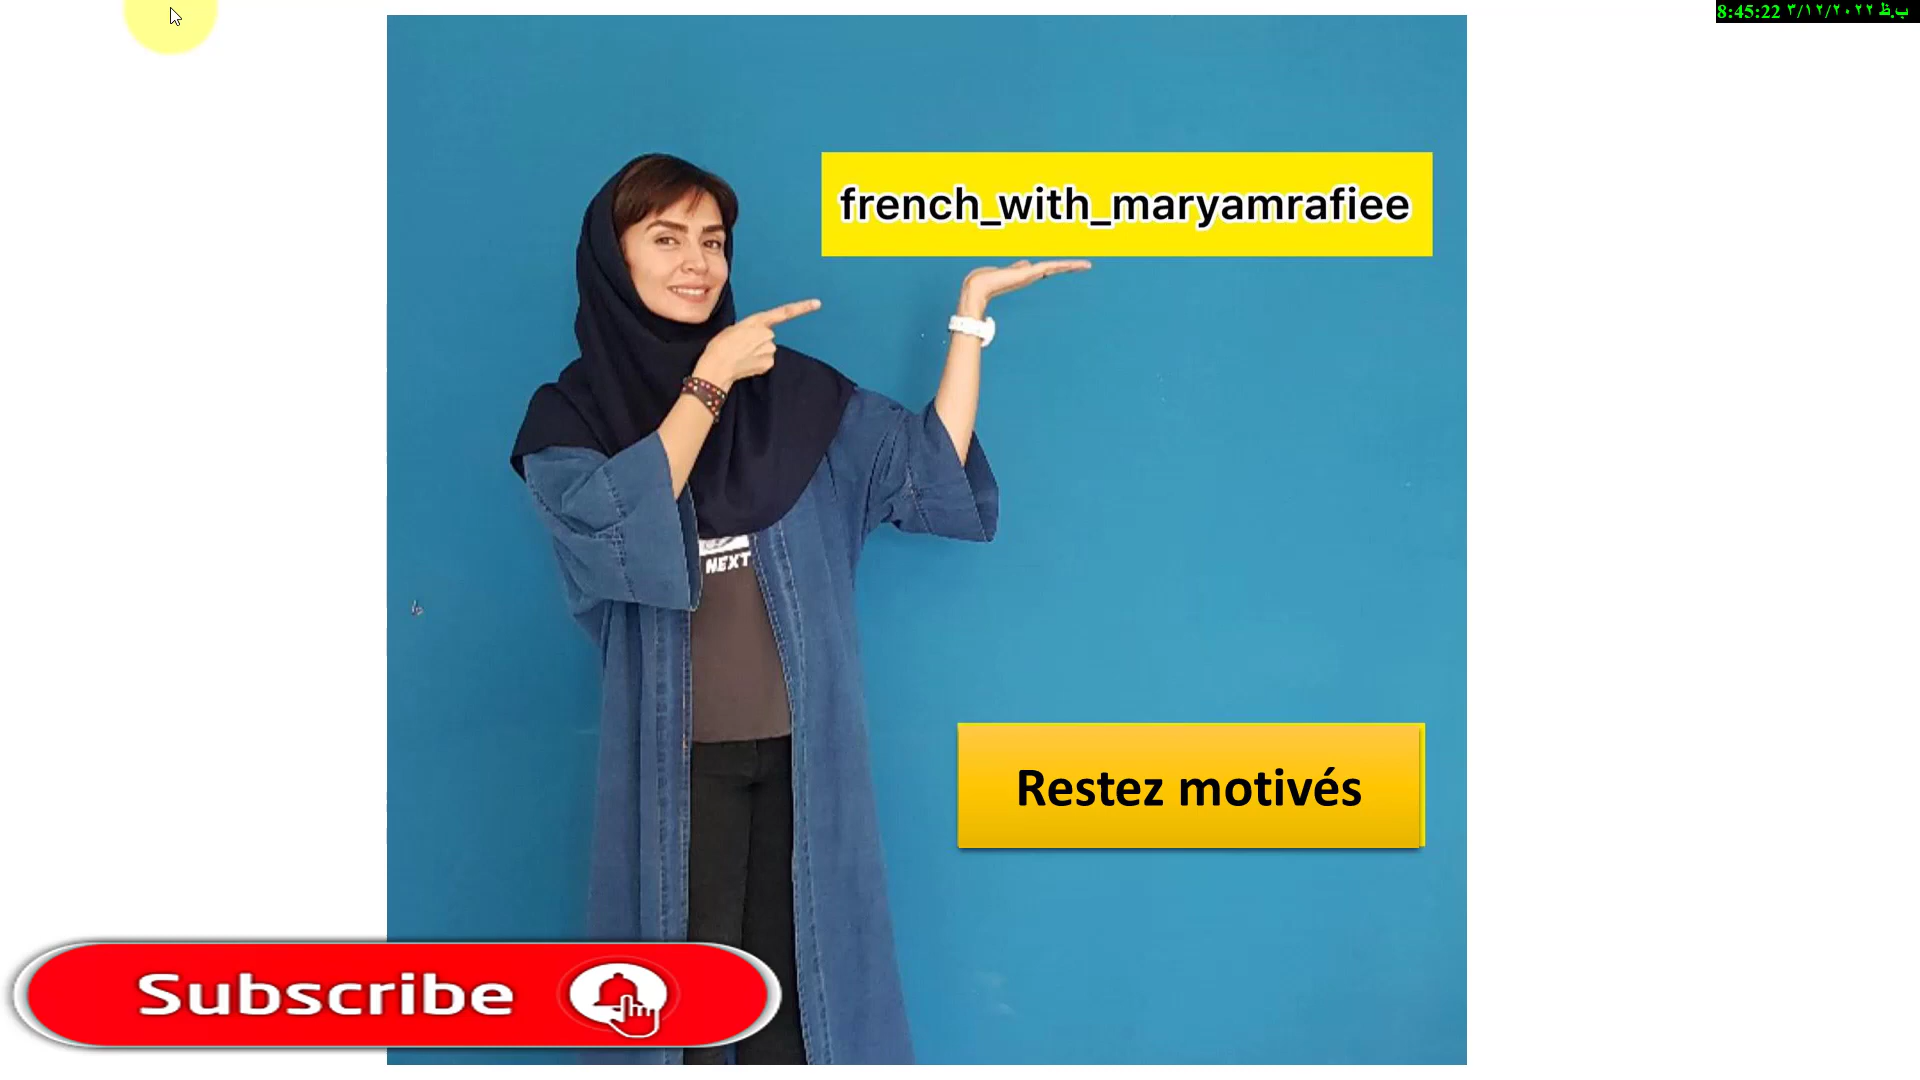 8:45:22 ۳/۱۲/۲۰۲۲ ب.ظ
french_with_maryamrafiee
NEXT
Restez motivés
Subscribe